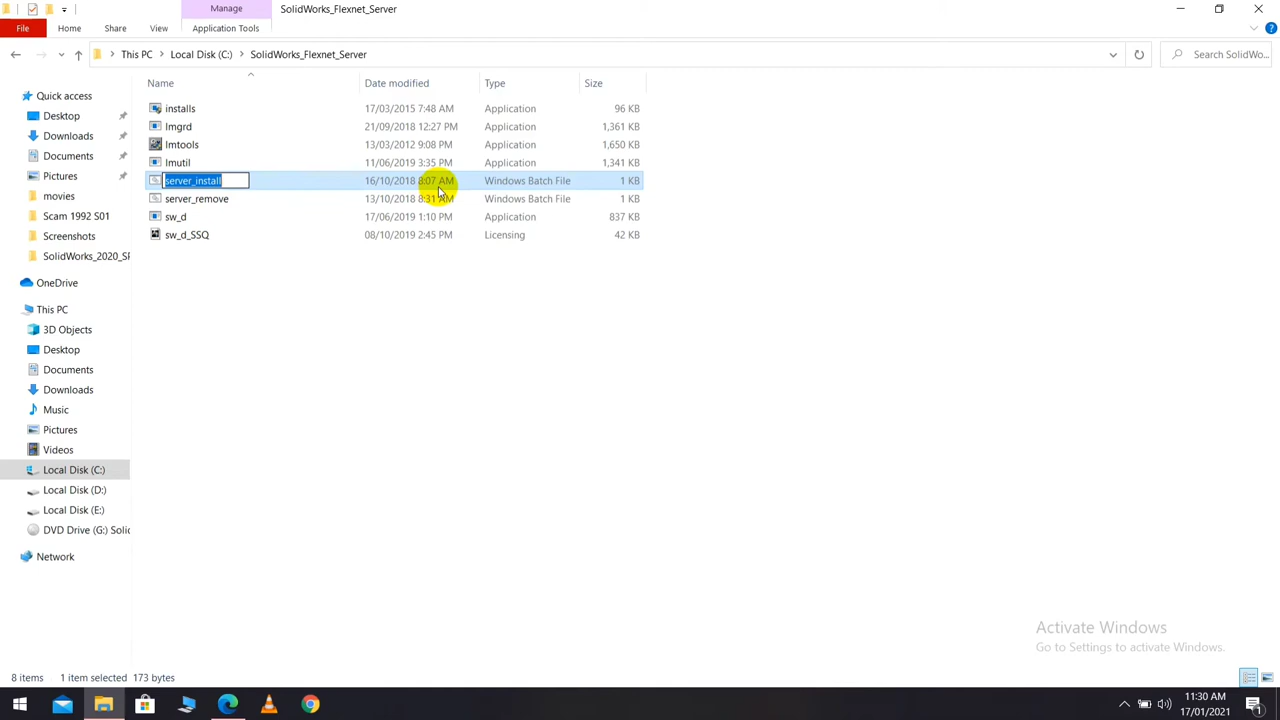 Manage
SolidWorks_Flexnet_Server
File
Home
Share
View
Application Tools
This PC
Local Disk (C:)
SolidWorks_Flexnet_Server
Search SolidWo...
Name
Date modified
Type
Size
Quick access
Desktop
Downloads
Documents
Pictures
movies
Scam 1992 S01
Screenshots
SolidWorks_2020_SF
OneDrive
This PC
3D Objects
Desktop
Documents
Downloads
Music
Pictures
Videos
Local Disk (C:)
Local Disk (D:)
Local Disk (E:)
DVD Drive (G:) Solid
Network
installs 17/03/2015 7:48 AM Application 96 KB
lmgrd 21/09/2018 12:27 PM Application 1,361 KB
lmtools 13/03/2012 9:08 PM Application 1,650 KB
lmutil 11/06/2019 3:35 PM Application 1,341 KB
server_install 16/10/2018 8:07 AM Windows Batch File 1 KB
server_remove 13/10/2018 8:31 AM Windows Batch File 1 KB
sw_d 17/06/2019 1:10 PM Application 837 KB
sw_d_SSQ 08/10/2019 2:45 PM Licensing 42 KB
Activate Windows
Go to Settings to activate Windows.
8 items 1 item selected 173 bytes
11:30 AM
17/01/2021